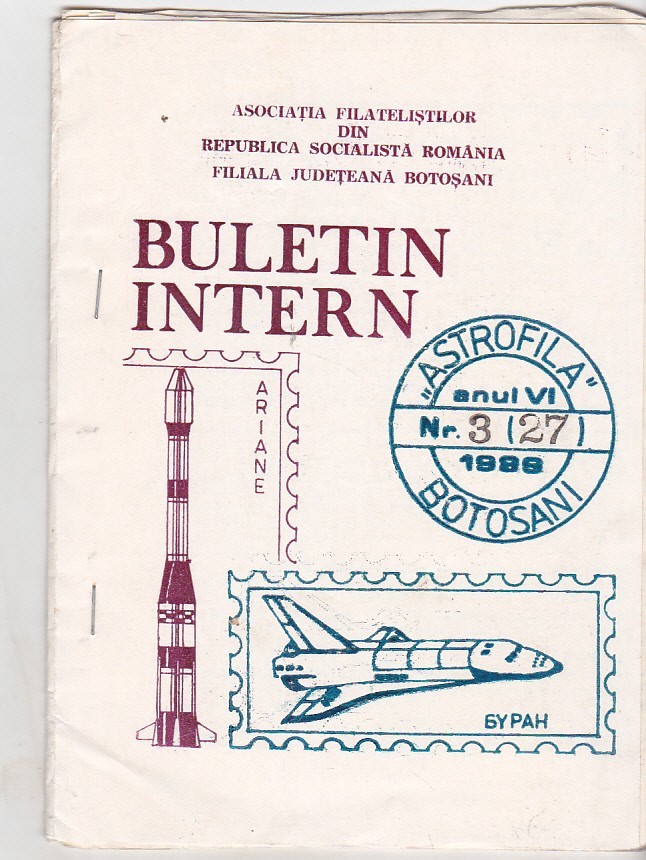 ASOCIAȚIA FILATELIȘTILOR
DIN
REPUBLICA SOCIALISTĂ ROMÂNIA
FILIALA JUDEȚEANĂ BOTOȘANI
BULETIN
INTERN
ARIANE
„ASTROFILA”
anul VI
Nr. 3 (27)
1986
BOTOSANI
БУРАН